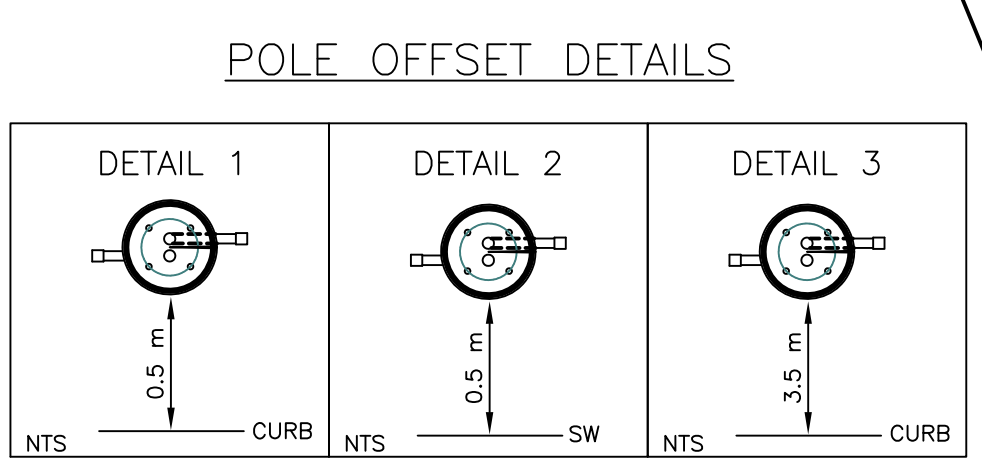 POLE OFFSET DETAILS
DETAIL 1
0.5 m
CURB
NTS
DETAIL 2
0.5 m
SW
NTS
DETAIL 3
3.5 m
CURB
NTS